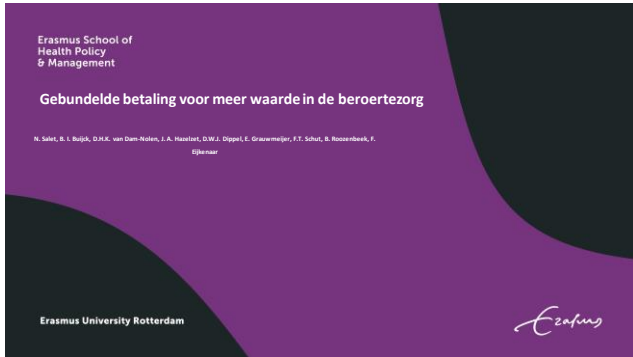 Erasmus School of
Health Policy
& Management
Gebundelde betaling voor meer waarde in de beroertezorg
N. Salet, B. I. Buijck, D.H.K. van Dam-Nolen, J. A. Hazelzet, D.W.J. Dippel, E. Grauwmeijer, F.T. Schut, B. Roozenbeek, F.
Eijkenaar
Erasmus University Rotterdam
Erasmus